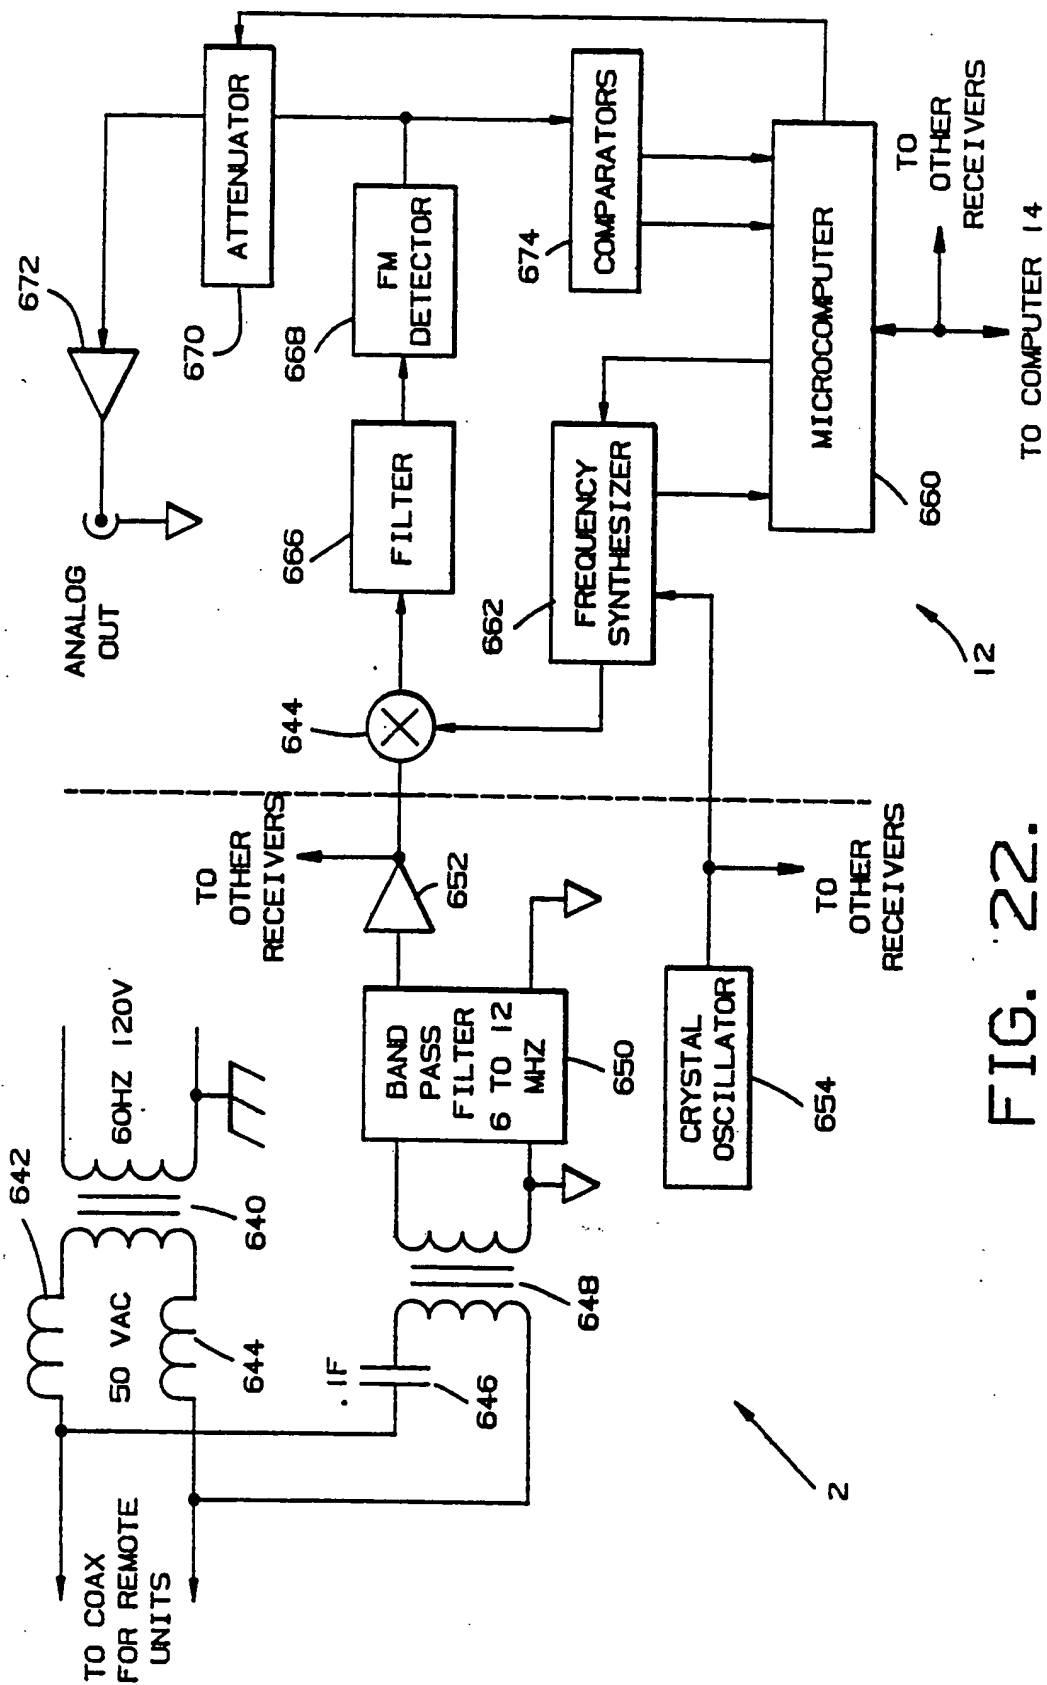 TO COAX
FOR REMOTE
UNITS
642
50 VAC
644
640
60HZ 120V
.1F
646
648
BAND
PASS
FILTER
6 TO 12
MHZ
650
652
TO
OTHER
RECEIVERS
CRYSTAL
OSCILLATOR
654
TO
OTHER
RECEIVERS
2
ANALOG
OUT
672
644
666
FILTER
668
FM
DETECTOR
670
ATTENUATOR
662
FREQUENCY
SYNTHESIZER
674
COMPARATORS
MICROCOMPUTER
660
TO
OTHER
RECEIVERS
TO COMPUTER 14
12
FIG. 22.